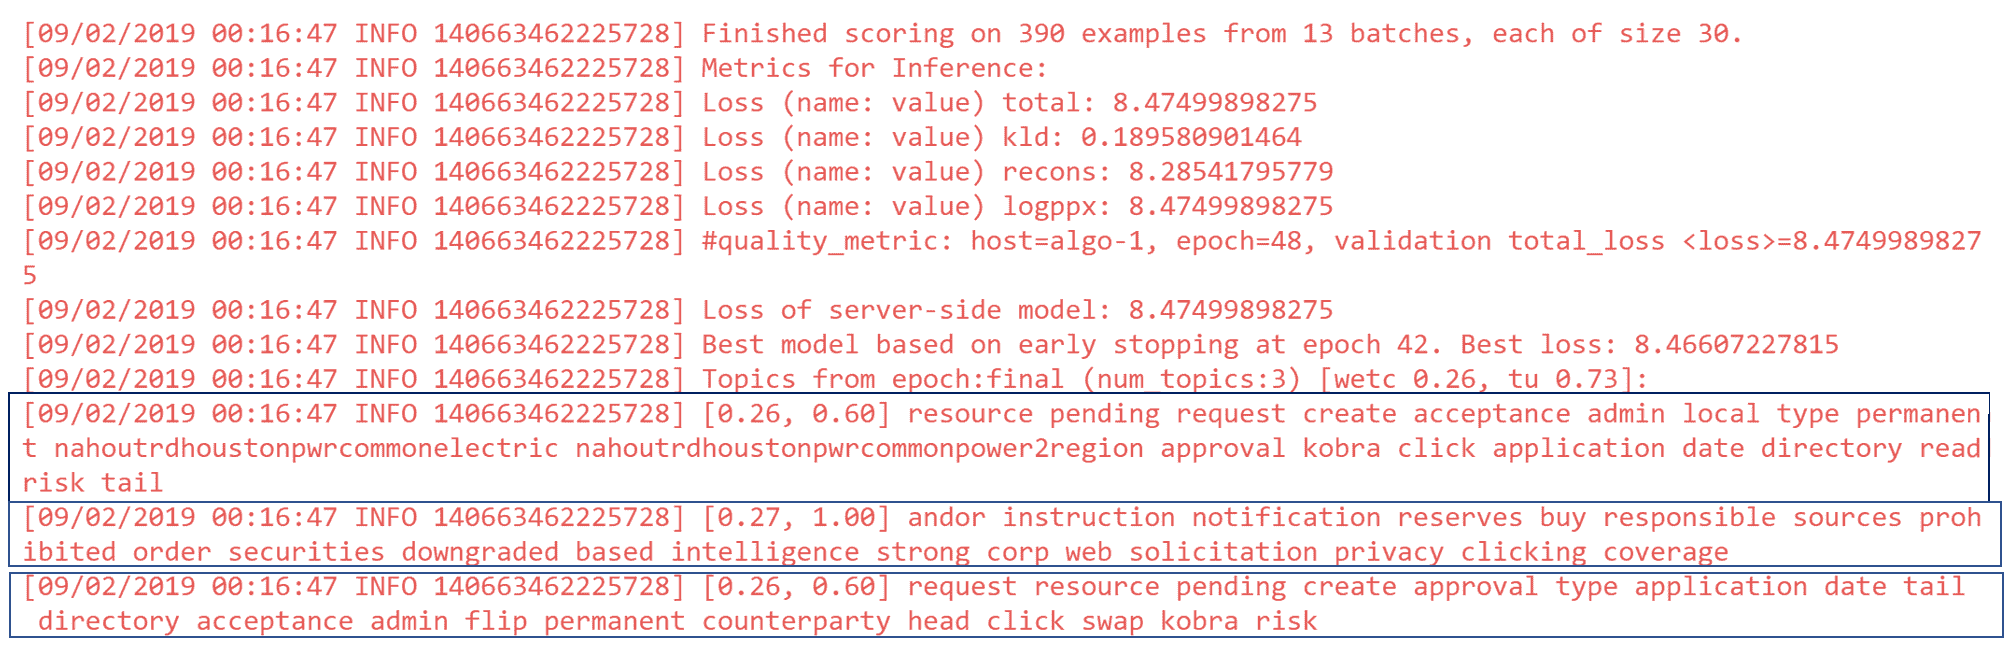 [09/02/2019 00:16:47 INFO 140663462225728] Finished scoring on 390 examples from 13 batches, each of size 30.
[09/02/2019 00:16:47 INFO 140663462225728] Metrics for Inference:
[09/02/2019 00:16:47 INFO 140663462225728] Loss (name: value) total: 8.47499898275
[09/02/2019 00:16:47 INFO 140663462225728] Loss (name: value) kld: 0.189580901464
[09/02/2019 00:16:47 INFO 140663462225728] Loss (name: value) recons: 8.28541795779
[09/02/2019 00:16:47 INFO 140663462225728] Loss (name: value) logppx: 8.47499898275
[09/02/2019 00:16:47 INFO 140663462225728] #quality_metric: host=algo-1, epoch=48, validation total_loss <loss>=8.4749989827
5
[09/02/2019 00:16:47 INFO 140663462225728] Loss of server-side model: 8.47499898275
[09/02/2019 00:16:47 INFO 140663462225728] Best model based on early stopping at epoch 42. Best loss: 8.46607227815
[09/02/2019 00:16:47 INFO 140663462225728] Topics from epoch:final (num_topics:3) [wetc 0.26, tu 0.73]:
[09/02/2019 00:16:47 INFO 140663462225728] [0.26, 0.60] resource pending request create acceptance admin local type permanen
t nahoutrdhoustonpwrcommonelectric nahoutrdhoustonpwrcommonpower2region approval kobra click application date directory read
risk tail
[09/02/2019 00:16:47 INFO 140663462225728] [0.27, 1.00] andor instruction notification reserves buy responsible sources proh
ibited order securities downgraded based intelligence strong corp web solicitation privacy clicking coverage
[09/02/2019 00:16:47 INFO 140663462225728] [0.26, 0.60] request resource pending create approval type application date tail
directory acceptance admin flip permanent counterparty head click swap kobra risk